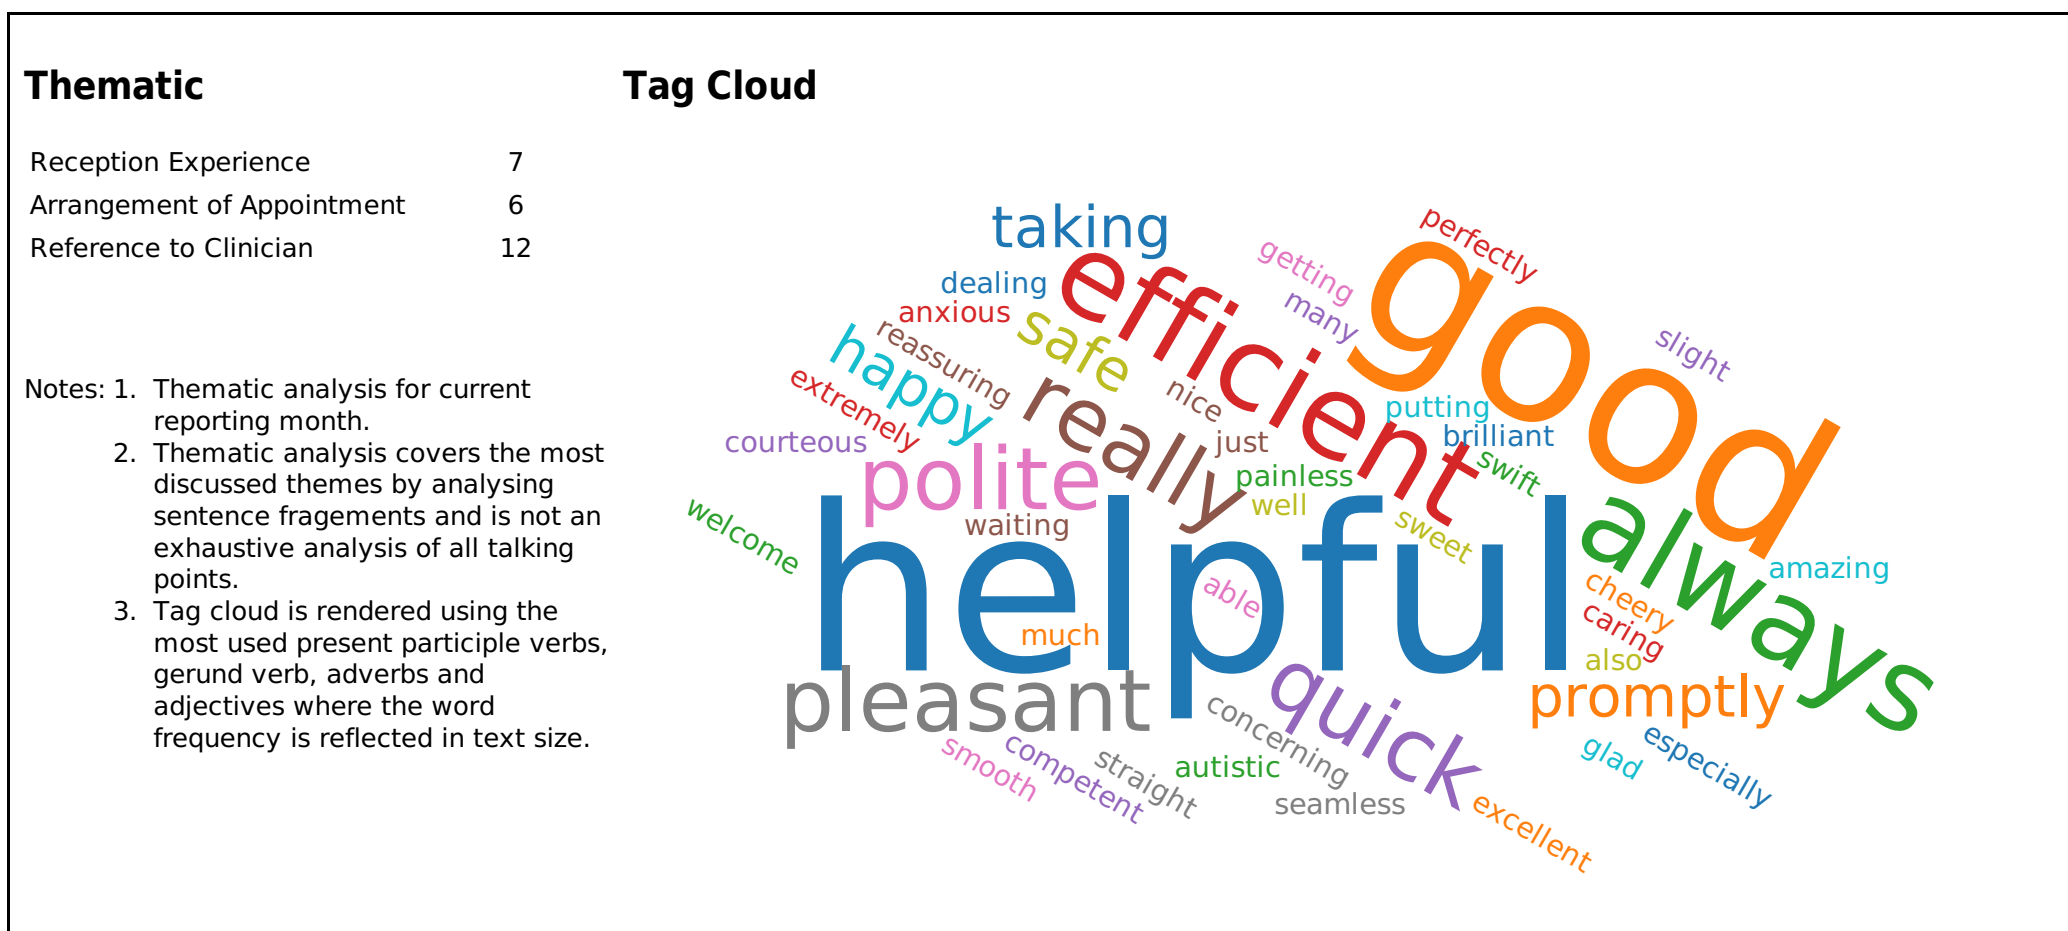 Thematic
Tag Cloud
Reception Experience 7
Arrangement of Appointment 6
Reference to Clinician 12
Notes: 1. Thematic analysis for current
reporting month.
2. Thematic analysis covers the most
discussed themes by analysing
sentence fragements and is not an
exhaustive analysis of all talking
points.
3. Tag cloud is rendered using the
most used present participle verbs,
gerund verb, adverbs and
adjectives where the word
frequency is reflected in text size.
taking
perfectly
getting
good
dealing
efficient
many
anxious
safe
reassuring
happy
slight
extremely
really
nice
putting
courteous
just
brilliant
polite
painless
swift
well
welcome
waiting
sweet
helpful
always
amazing
able
cheery
caring
much
also
pleasant
quick
promptly
concerning
smooth
competent
straight
autistic
seamless
glad
especially
excellent